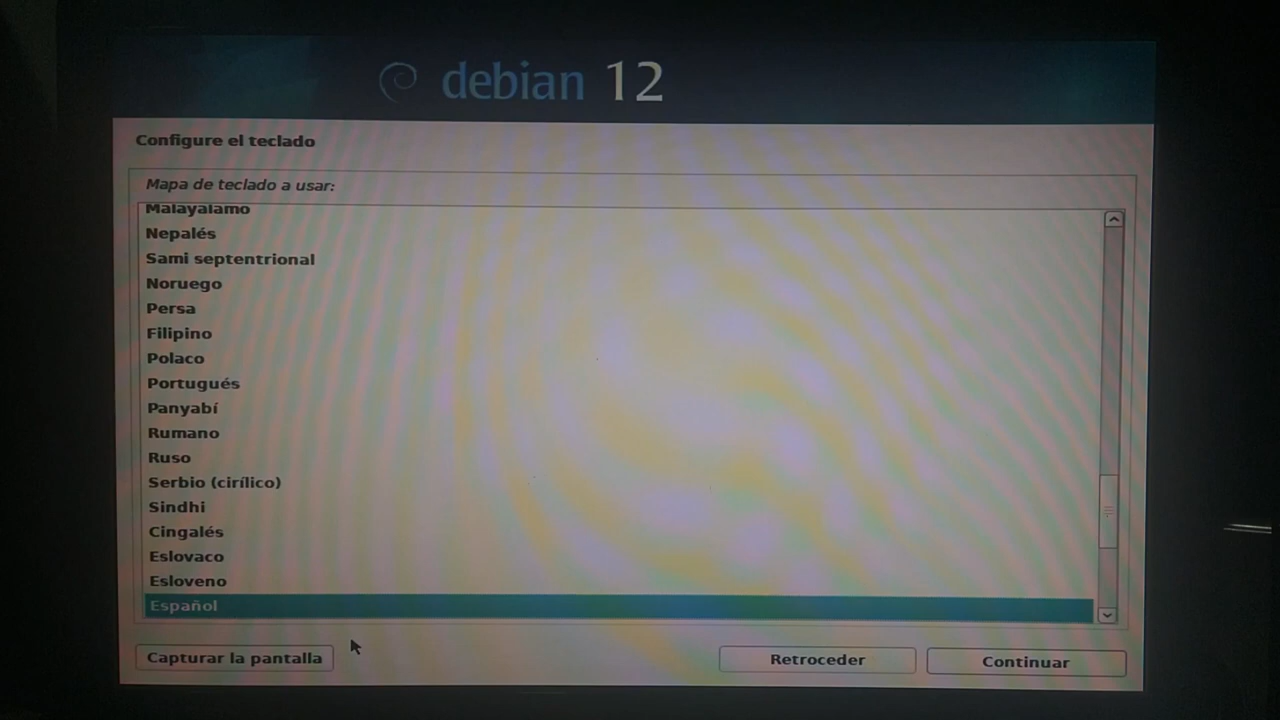 debian 12
Configure el teclado
Mapa de teclado a usar:
Malayalamo
Nepalés
Sami septentrional
Noruego
Persa
Filipino
Polaco
Portugués
Panyabí
Rumano
Ruso
Serbio (cirílico)
Sindhi
Cingalés
Eslovaco
Esloveno
Español
Capturar la pantalla
Retroceder
Continuar